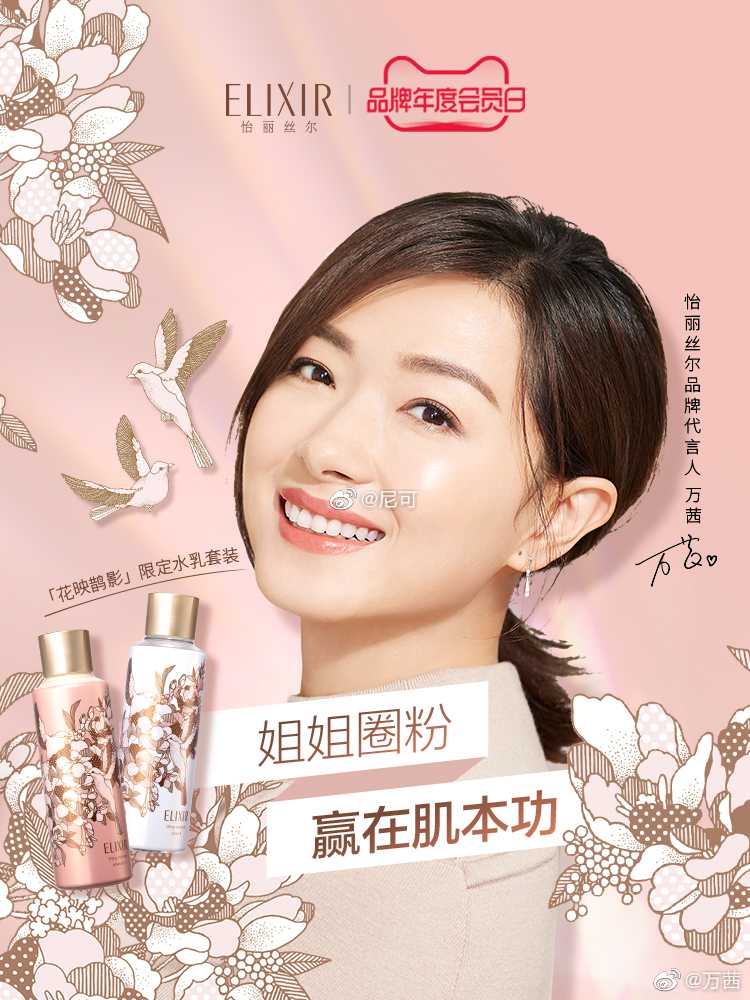 ELIXIR
怡丽丝尔
品牌年度会员日
怡丽丝尔品牌代言人 万茜
万茜
@尼可
「花映鹊影」限定水乳套装
ELIXIR
ELIXIR
姐姐圈粉
赢在肌本功
@万茜